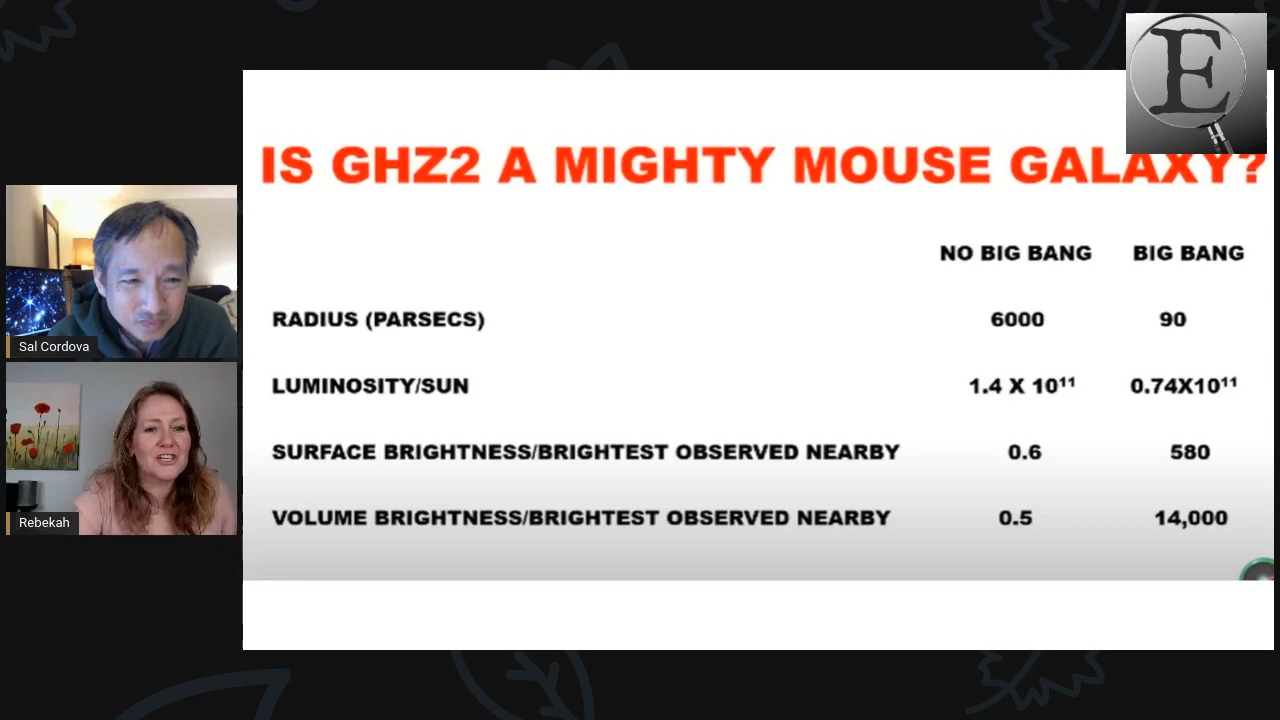 E
IS GHZ2 A MIGHTY MOUSE GALAXY?
NO BIG BANG BIG BANG
RADIUS (PARSECS) 6000 90
LUMINOSITY/SUN 1.4 X 10¹¹ 0.74X10¹¹
SURFACE BRIGHTNESS/BRIGHTEST OBSERVED NEARBY 0.6 580
VOLUME BRIGHTNESS/BRIGHTEST OBSERVED NEARBY 0.5 14,000
Sal Cordova
Rebekah